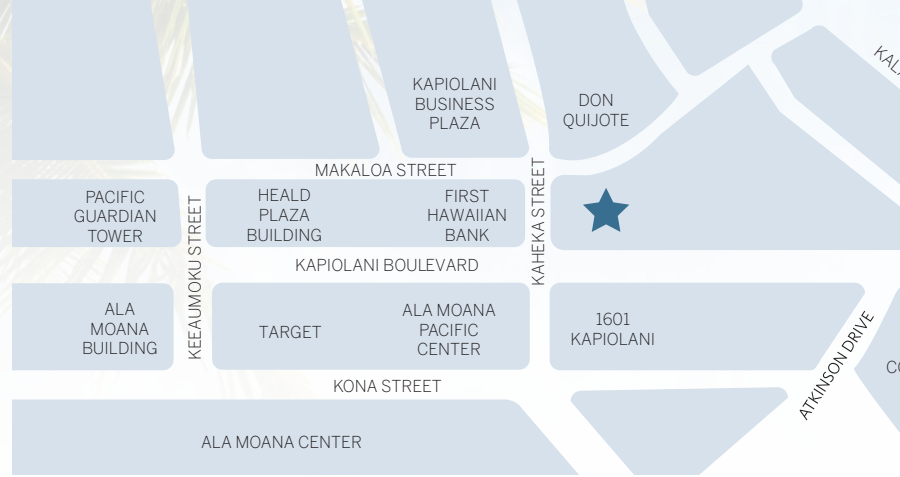 KAPIOLANI
BUSINESS
PLAZA
DON
QUIJOTE
MAKALOA STREET
PACIFIC
GUARDIAN
TOWER
HEALD
PLAZA
BUILDING
FIRST
HAWAIIAN
BANK
KEEAUMOKU STREET
KAHEKA STREET
KAPIOLANI BOULEVARD
ALA
MOANA
BUILDING
TARGET
ALA MOANA
PACIFIC
CENTER
1601
KAPIOLANI
ATKINSON DRIVE
KONA STREET
ALA MOANA CENTER